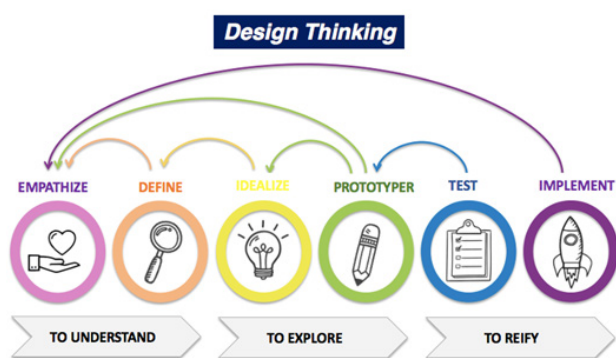 Design Thinking
EMPATHIZE DEFINE IDEALIZE PROTOTYPER TEST IMPLEMENT
TO UNDERSTAND TO EXPLORE TO REIFY